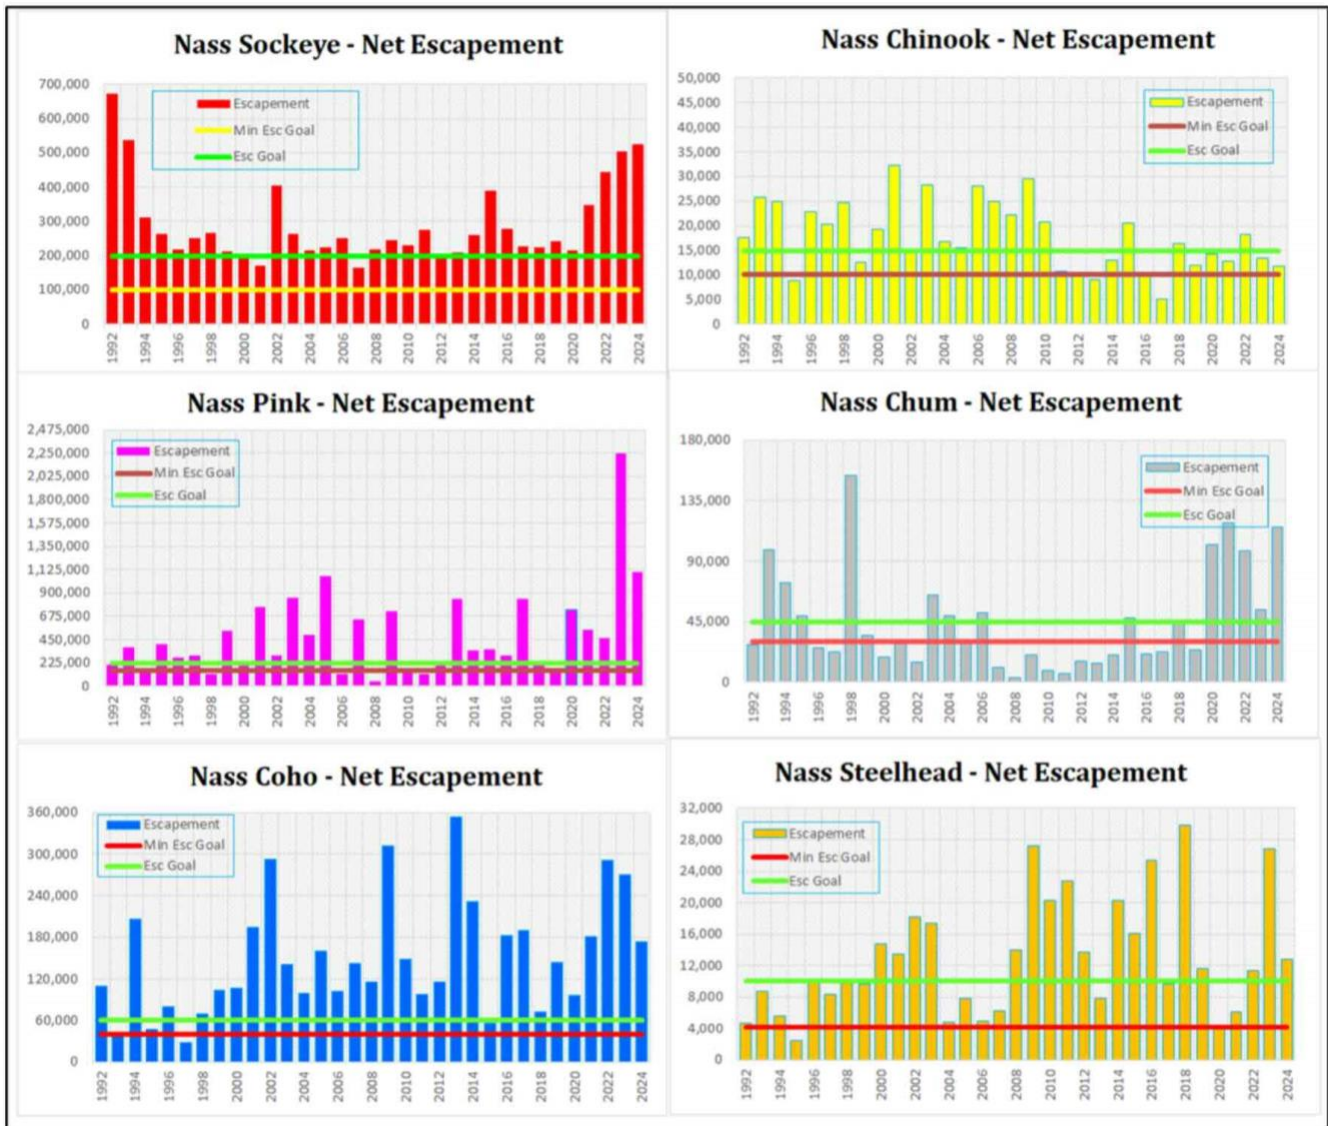 Nass Sockeye - Net Escapement
700,000
600,000
500,000
400,000
300,000
200,000
100,000
0
Escapement
Min Esc Goal
Esc Goal
1992 1994 1996 1998 2000 2002 2004 2006 2008 2010 2012 2014 2016 2018 2020 2022 2024
Nass Chinook - Net Escapement
50,000
45,000
40,000
35,000
30,000
25,000
20,000
15,000
10,000
5,000
0
Escapement
Min Esc Goal
Esc Goal
1992 1994 1996 1998 2000 2002 2004 2006 2008 2010 2012 2014 2016 2018 2020 2022 2024
Nass Pink - Net Escapement
2,475,000
2,250,000
2,025,000
1,800,000
1,575,000
1,350,000
1,125,000
900,000
675,000
450,000
225,000
0
Escapement
Min Esc Goal
Esc Goal
1992 1994 1996 1998 2000 2002 2004 2006 2008 2010 2012 2014 2016 2018 2020 2022 2024
Nass Chum - Net Escapement
180,000
135,000
90,000
45,000
0
Escapement
Min Esc Goal
Esc Goal
1992 1994 1996 1998 2000 2002 2004 2006 2008 2010 2012 2014 2016 2018 2020 2022 2024
Nass Coho - Net Escapement
360,000
300,000
240,000
180,000
120,000
60,000
0
Escapement
Min Esc Goal
Esc Goal
1992 1994 1996 1998 2000 2002 2004 2006 2008 2010 2012 2014 2016 2018 2020 2022 2024
Nass Steelhead - Net Escapement
32,000
28,000
24,000
20,000
16,000
12,000
8,000
4,000
0
Escapement
Min Esc Goal
Esc Goal
1992 1994 1996 1998 2000 2002 2004 2006 2008 2010 2012 2014 2016 2018 2020 2022 2024